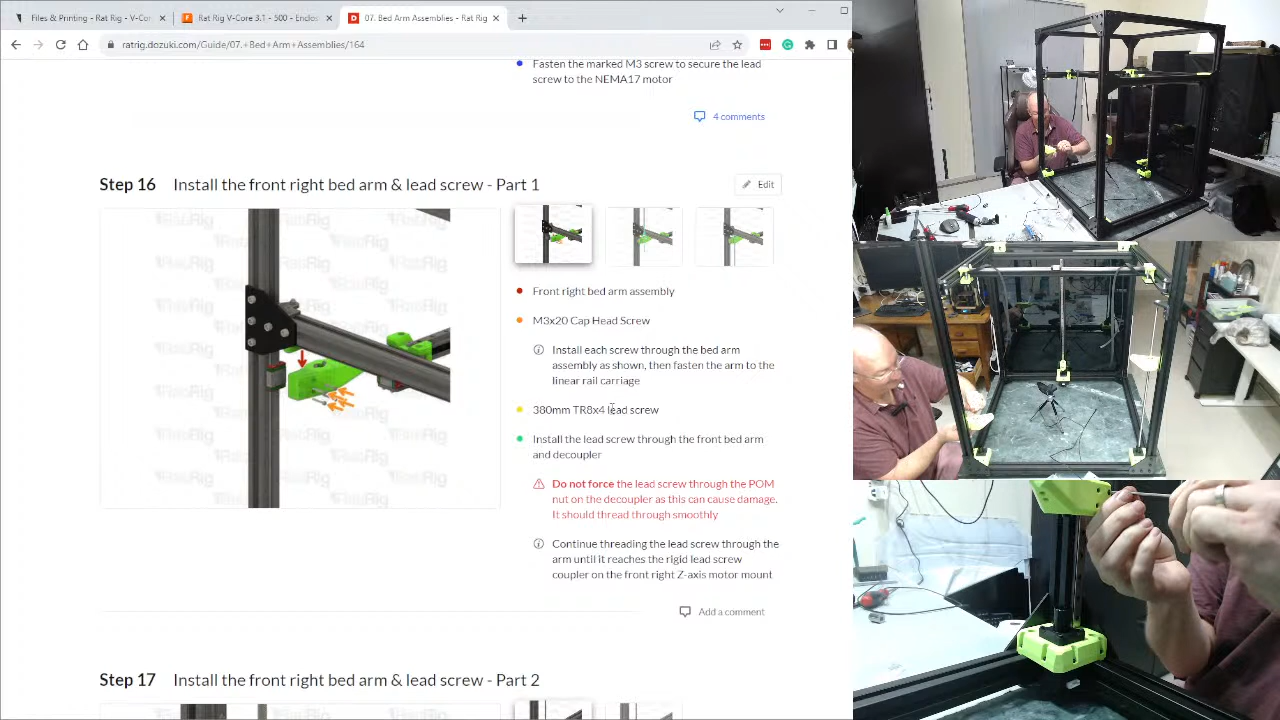 Files & Printing - Rat Rig - V-Cor
Rat Rig V-Core 3.1 - 500 - Enclos
07. Bed Arm Assemblies - Rat Rig
ratrig.dozuki.com/Guide/07.+Bed+Arm+Assemblies/164
Fasten the marked M3 screw to secure the lead
screw to the NEMA17 motor
4 comments
Step 16 Install the front right bed arm & lead screw - Part 1
Edit
Front right bed arm assembly
M3x20 Cap Head Screw
Install each screw through the bed arm
assembly as shown, then fasten the arm to the
linear rail carriage
380mm TR8x4 lead screw
Install the lead screw through the front bed arm
and decoupler
Do not force the lead screw through the POM
nut on the decoupler as this can cause damage.
It should thread through smoothly
Continue threading the lead screw through the
arm until it reaches the rigid lead screw
coupler on the front right Z-axis motor mount
Add a comment
Step 17 Install the front right bed arm & lead screw - Part 2